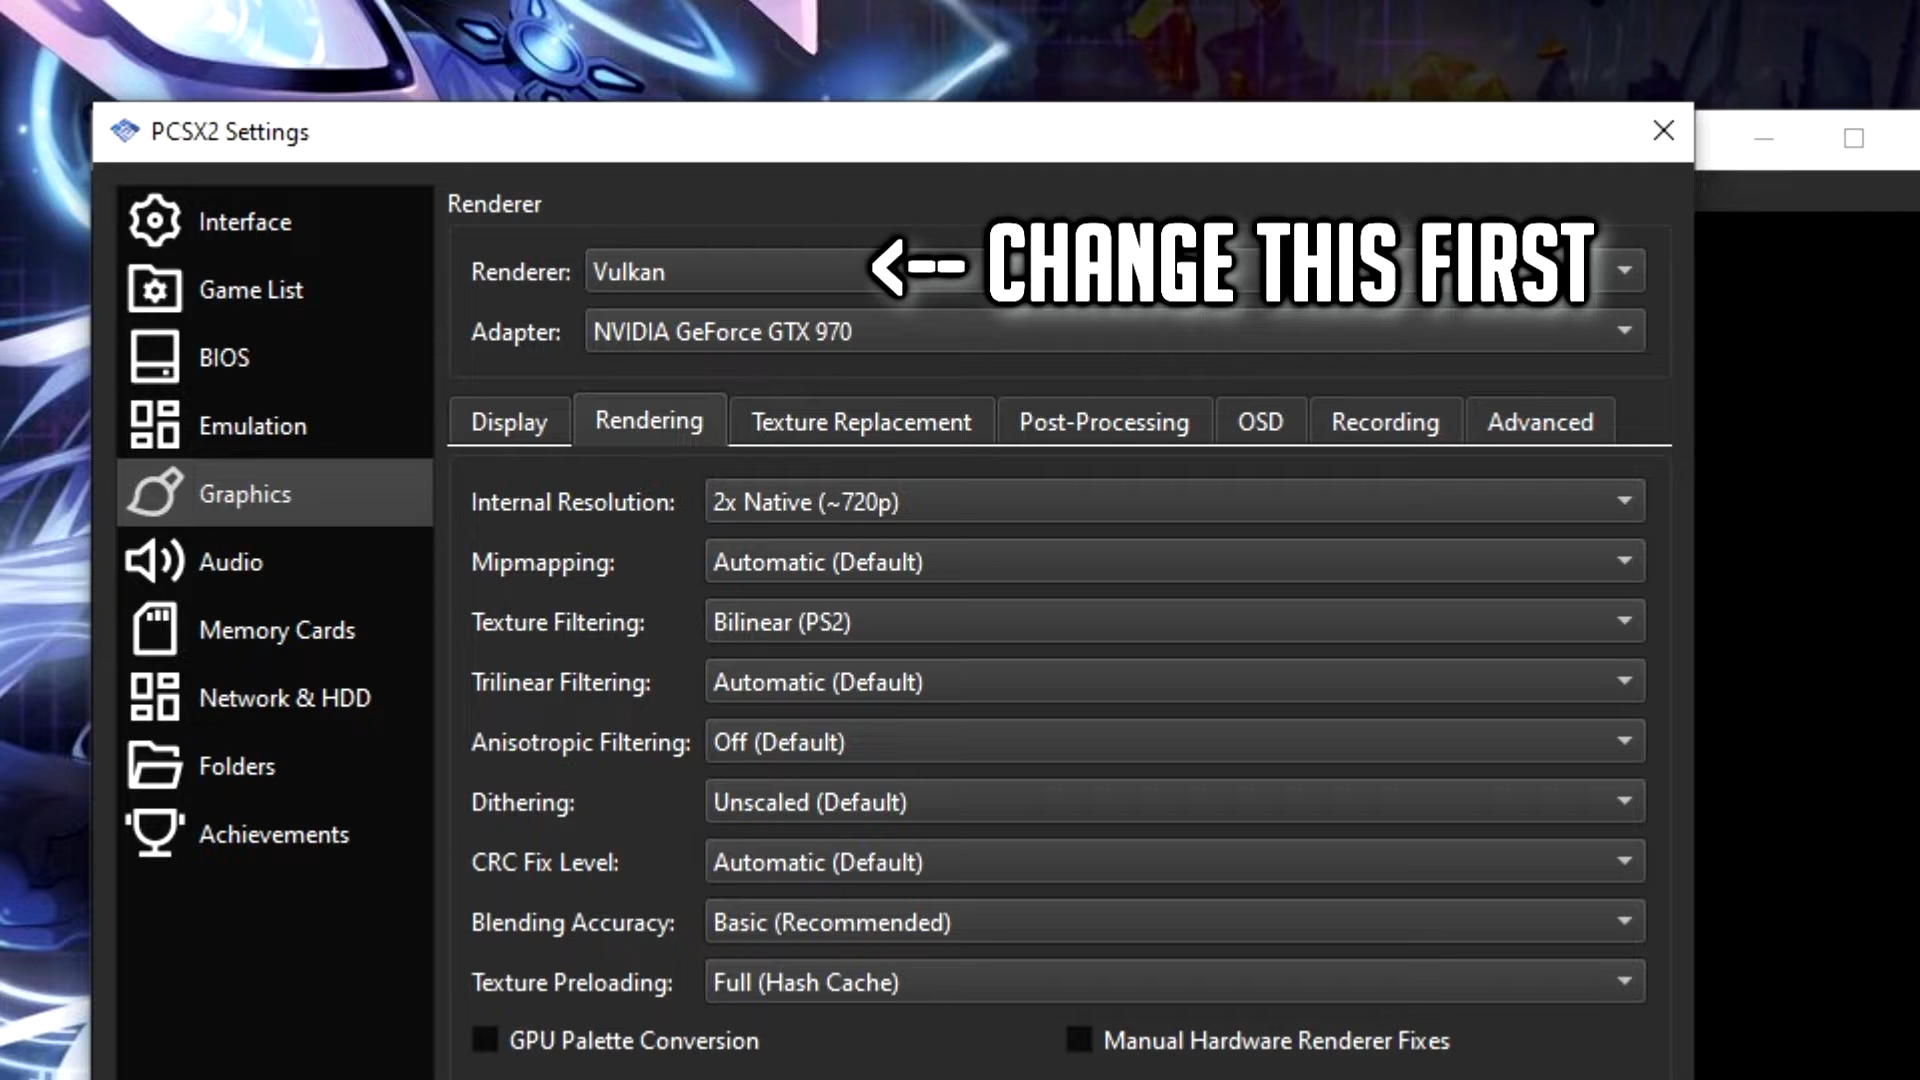 PCSX2 Settings
Interface
Game List
BIOS
Emulation
Graphics
Audio
Memory Cards
Network & HDD
Folders
Achievements
Renderer
Renderer: Vulkan <-- CHANGE THIS FIRST
Adapter: NVIDIA GeForce GTX 970
Display Rendering Texture Replacement Post-Processing OSD Recording Advanced
Internal Resolution: 2x Native (~720p)
Mipmapping: Automatic (Default)
Texture Filtering: Bilinear (PS2)
Trilinear Filtering: Automatic (Default)
Anisotropic Filtering: Off (Default)
Dithering: Unscaled (Default)
CRC Fix Level: Automatic (Default)
Blending Accuracy: Basic (Recommended)
Texture Preloading: Full (Hash Cache)
GPU Palette Conversion Manual Hardware Renderer Fixes